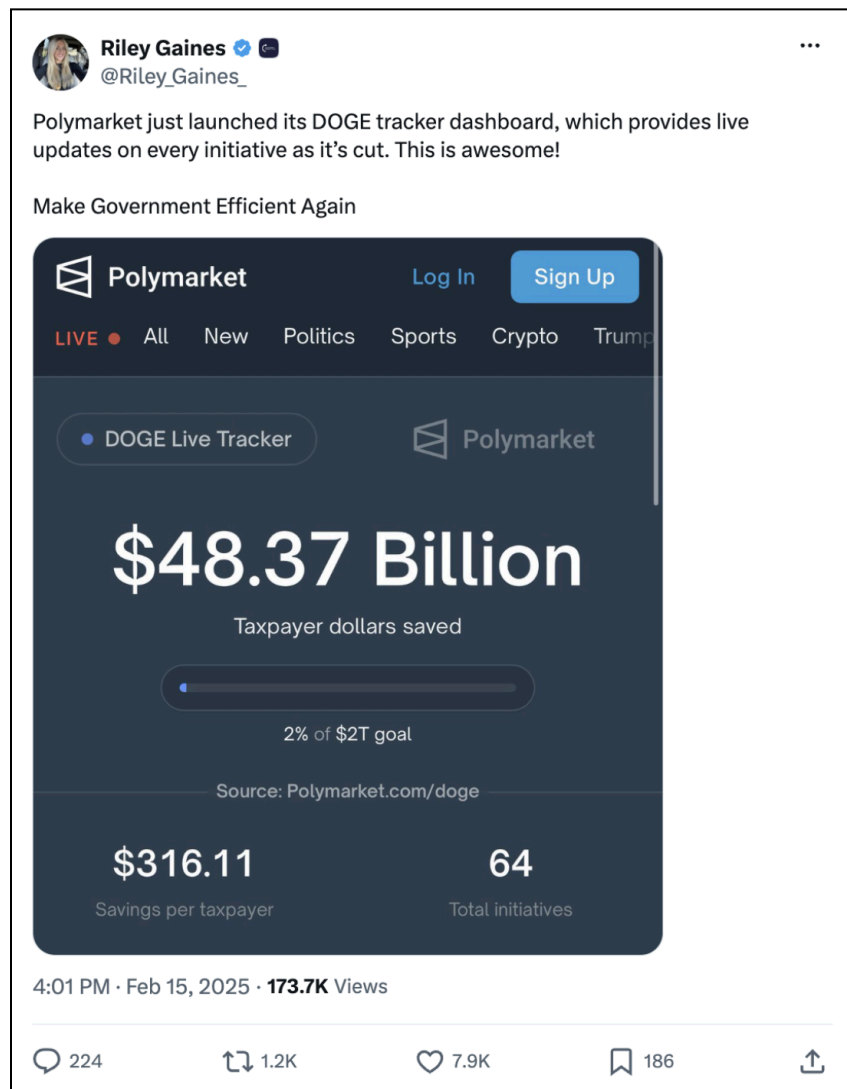 Riley Gaines
@Riley_Gaines_
Polymarket just launched its DOGE tracker dashboard, which provides live
updates on every initiative as it’s cut. This is awesome!
Make Government Efficient Again
Polymarket
Log In
Sign Up
LIVE All New Politics Sports Crypto Trump
DOGE Live Tracker
Polymarket
$48.37 Billion
Taxpayer dollars saved
2% of $2T goal
Source: Polymarket.com/doge
$316.11
Savings per taxpayer
64
Total initiatives
4:01 PM · Feb 15, 2025 · 173.7K Views
224 1.2K 7.9K 186